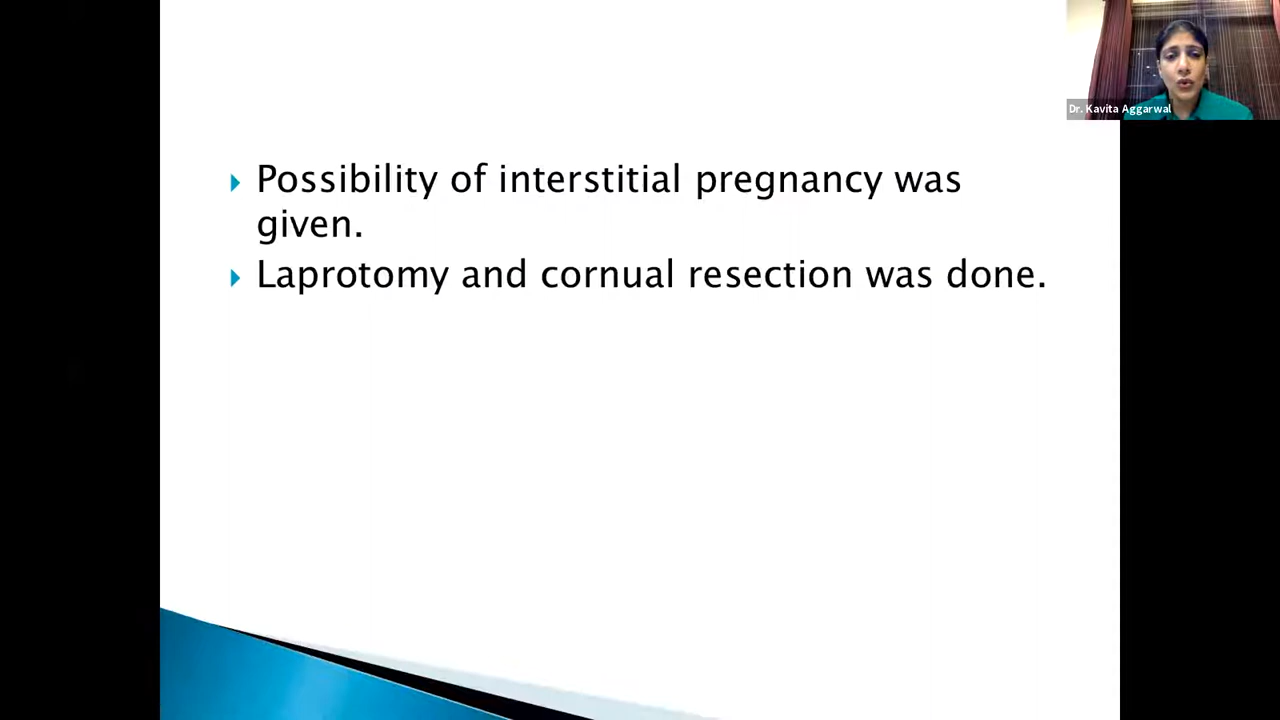 Dr. Kavita Aggarwal
Possibility of interstitial pregnancy was
given.
Laprotomy and cornual resection was done.